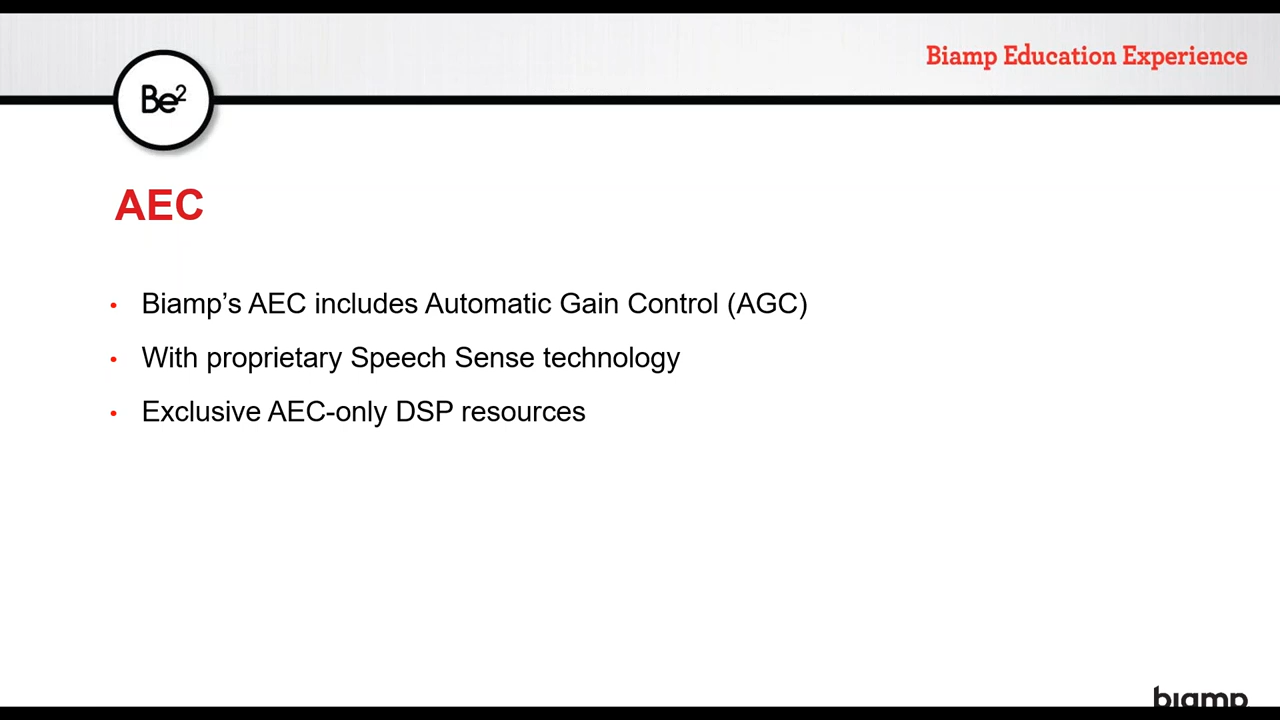 Biamp Education Experience
Be²
AEC
• Biamp’s AEC includes Automatic Gain Control (AGC)
• With proprietary Speech Sense technology
• Exclusive AEC-only DSP resources
biamp